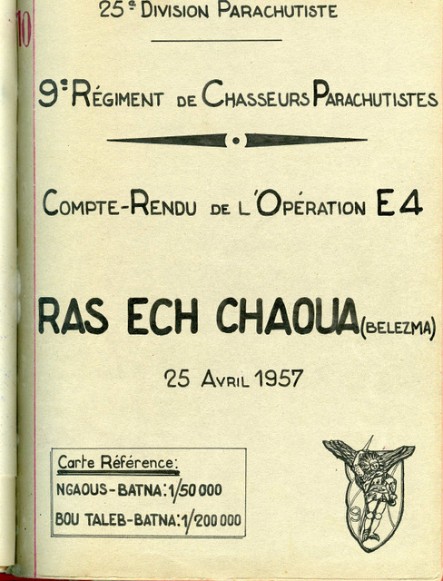 10
25e DIVISION PARACHUTISTE
9e RÉGIMENT DE CHASSEURS PARACHUTISTES
COMPTE-RENDU DE L'OPÉRATION E4
RAS ECH CHAOUA (BELEZMA)
25 AVRIL 1957
Carte Référence:
NGAOUS-BATNA: 1/50 000
BOU TALEB-BATNA: 1/200 000
9